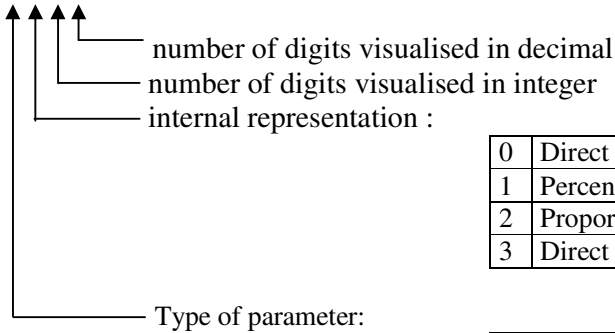 number of digits visualised in decimal
number of digits visualised in integer
internal representation :
0 Direct
1 Percen
2 Propor
3 Direct
Type of parameter: